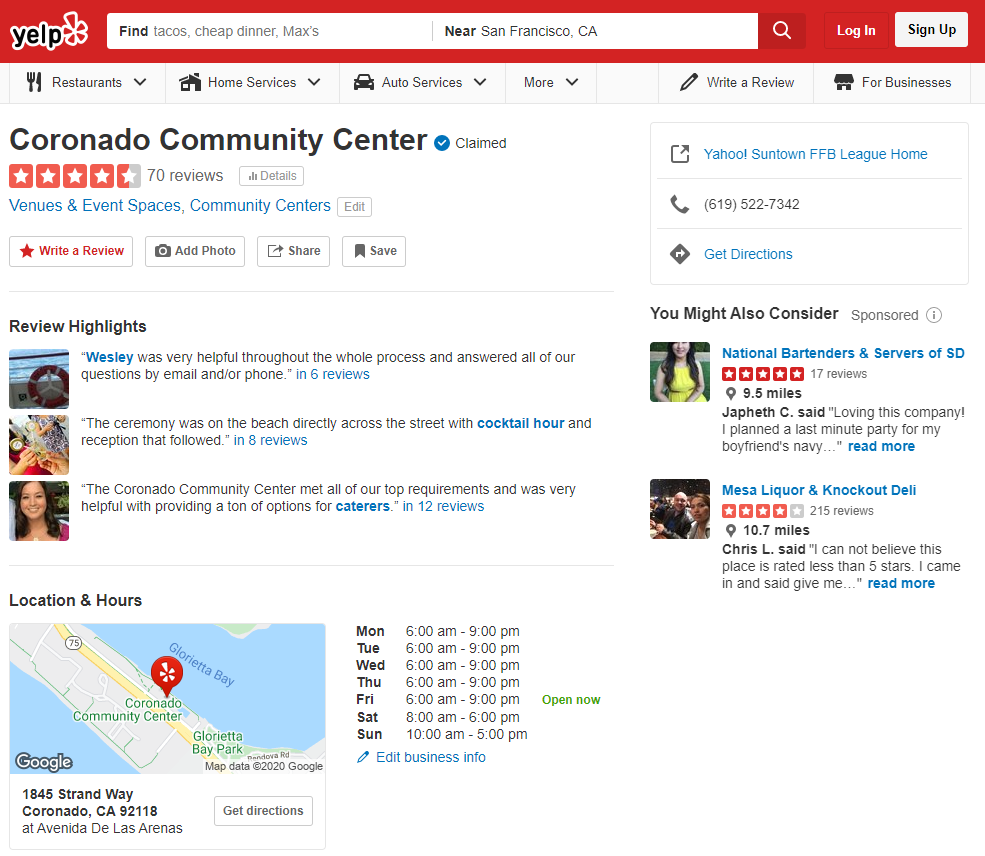 yelp
Find tacos, cheap dinner, Max's
Near San Francisco, CA
Log In
Sign Up
Restaurants
Home Services
Auto Services
More
Write a Review
For Businesses
Coronado Community Center
Claimed
70 reviews
Details
Venues & Event Spaces, Community Centers
Edit
Write a Review
Add Photo
Share
Save
Review Highlights
“Wesley was very helpful throughout the whole process and answered all of our
questions by email and/or phone.” in 6 reviews
“The ceremony was on the beach directly across the street with cocktail hour and
reception that followed.” in 8 reviews
“The Coronado Community Center met all of our top requirements and was very
helpful with providing a ton of options for caterers.” in 12 reviews
Location & Hours
75
Glorietta Bay
Coronado
Community Center
Glorietta
Bay Park
Pandova Rd
Google
Map data ©2020 Google
1845 Strand Way
Coronado, CA 92118
at Avenida De Las Arenas
Get directions
Mon 6:00 am - 9:00 pm
Tue 6:00 am - 9:00 pm
Wed 6:00 am - 9:00 pm
Thu 6:00 am - 9:00 pm
Fri 6:00 am - 9:00 pm Open now
Sat 8:00 am - 6:00 pm
Sun 10:00 am - 5:00 pm
Edit business info
Yahoo! Suntown FFB League Home
(619) 522-7342
Get Directions
You Might Also Consider
Sponsored
National Bartenders & Servers of SD
17 reviews
9.5 miles
Japheth C. said "Loving this company!
I planned a last minute party for my
boyfriend's navy…" read more
Mesa Liquor & Knockout Deli
215 reviews
10.7 miles
Chris L. said "I can not believe this
place is rated less than 5 stars. I came
in and said give me…" read more